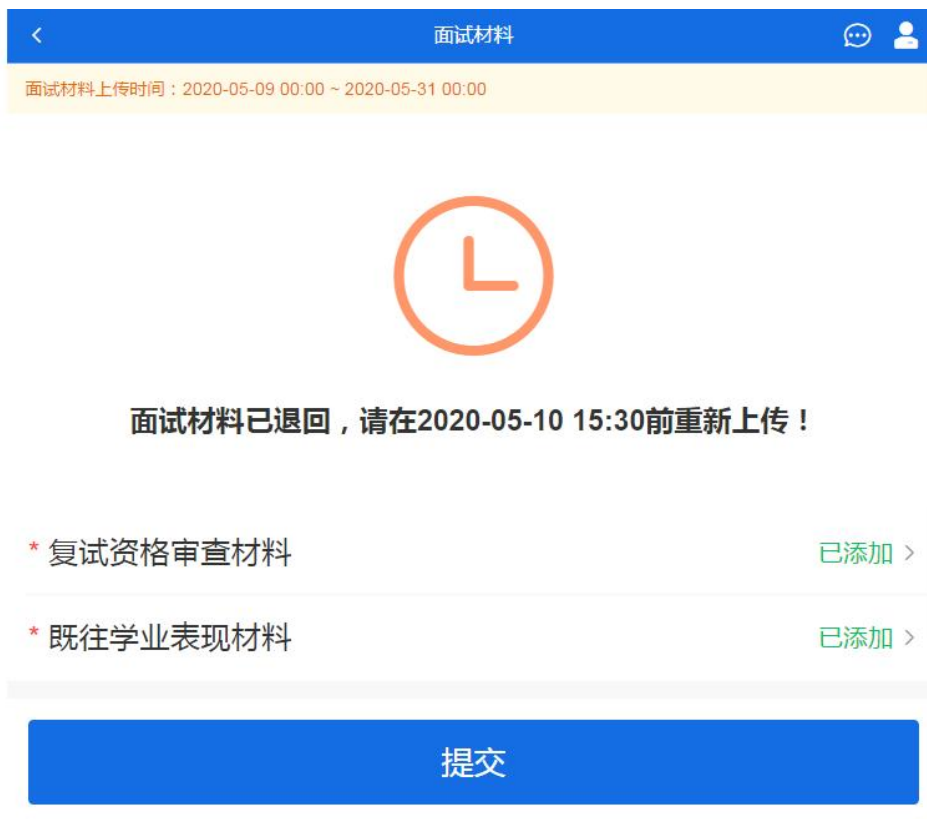 面试材料
面试材料上传时间：2020-05-09 00:00 ~ 2020-05-31 00:00
面试材料已退回，请在2020-05-10 15:30前重新上传！
* 复试资格审查材料 已添加 >
* 既往学业表现材料 已添加 >
提交